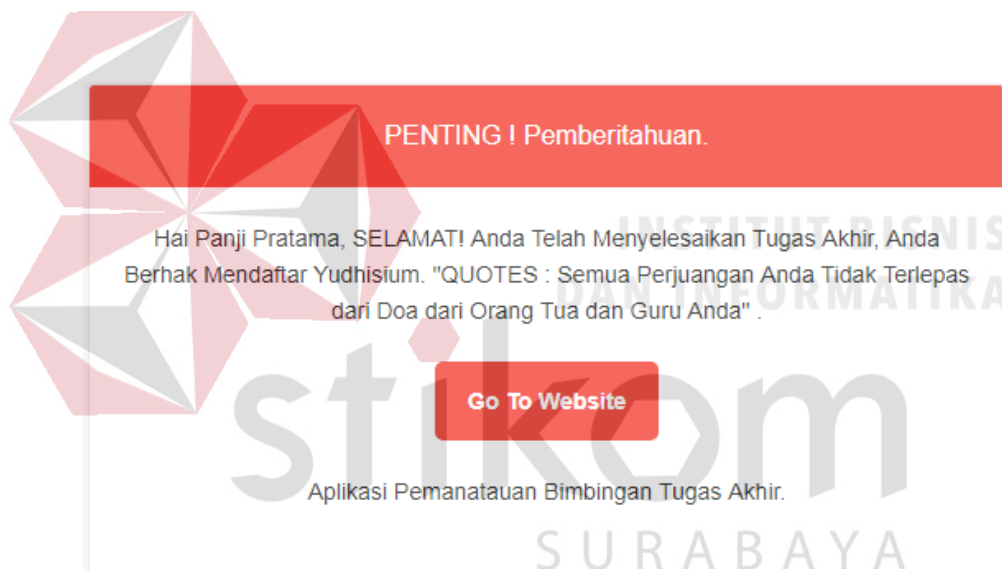 PENTING ! Pemberitahuan.
Hai Panji Pratama, SELAMAT! Anda Telah Menyelesaikan Tugas Akhir, Anda
Berhak Mendaftar Yudhisium. "QUOTES : Semua Perjuangan Anda Tidak Terlepas
dari Doa dari Orang Tua dan Guru Anda" .
Go To Website
Aplikasi Pemanatauan Bimbingan Tugas Akhir.
INSTITUT BISNIS
DAN INFORMATIKA
stikom
SURABAYA